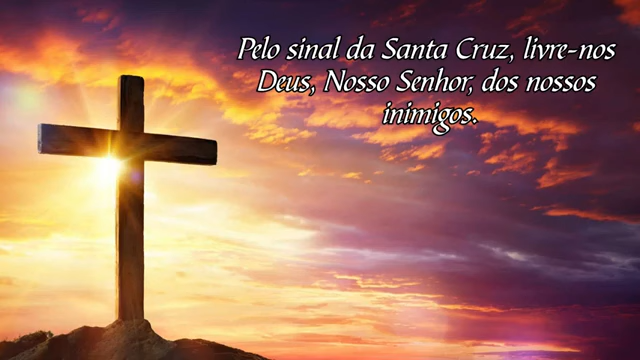 Pelo sinal da Santa Cruz, livre-nos
Deus, Nosso Senhor, dos nossos
inimigos.